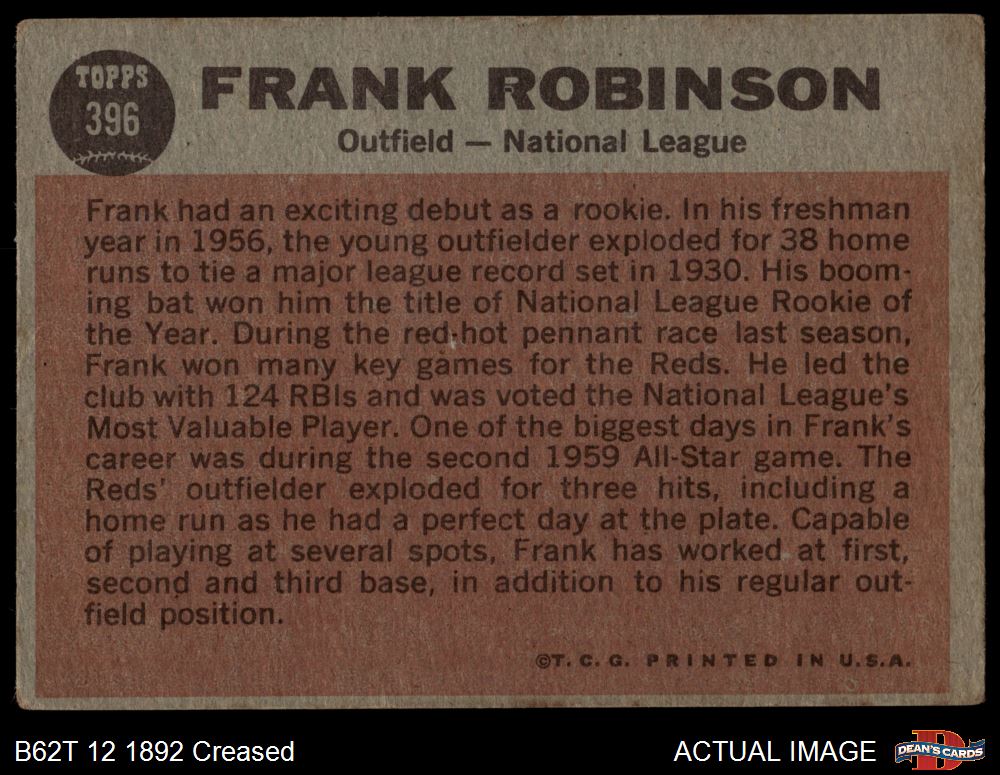 TOPPS
396
FRANK ROBINSON
Outfield — National League
Frank had an exciting debut as a rookie. In his freshman
year in 1956, the young outfielder exploded for 38 home
runs to tie a major league record set in 1930. His boom-
ing bat won him the title of National League Rookie of
the Year. During the red-hot pennant race last season,
Frank won many key games for the Reds. He led the
club with 124 RBIs and was voted the National League's
Most Valuable Player. One of the biggest days in Frank's
career was during the second 1959 All-Star game. The
Reds' outfielder exploded for three hits, including a
home run as he had a perfect day at the plate. Capable
of playing at several spots, Frank has worked at first,
second and third base, in addition to his regular out-
field position.
©T. C. G. PRINTED IN U.S.A.
B62T 12 1892 Creased
ACTUAL IMAGE
DEAN'S CARDS